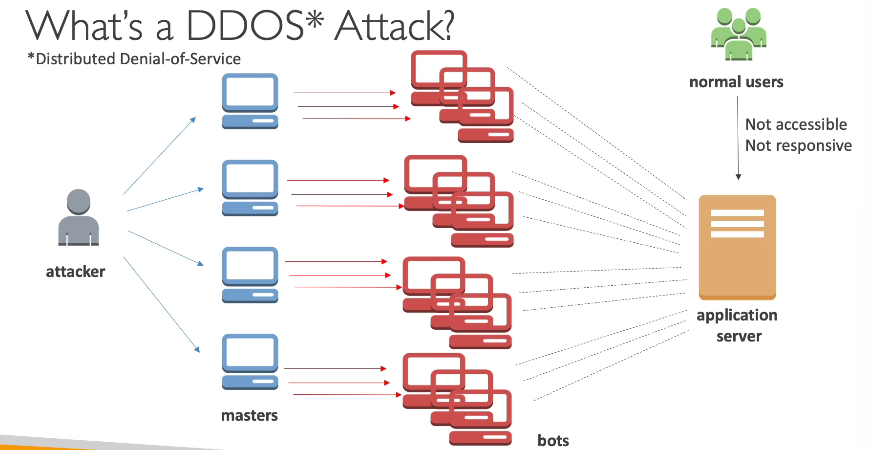 What's a DDOS* Attack?
*Distributed Denial-of-Service
normal users
Not accessible
Not responsive
attacker
application
server
masters
bots